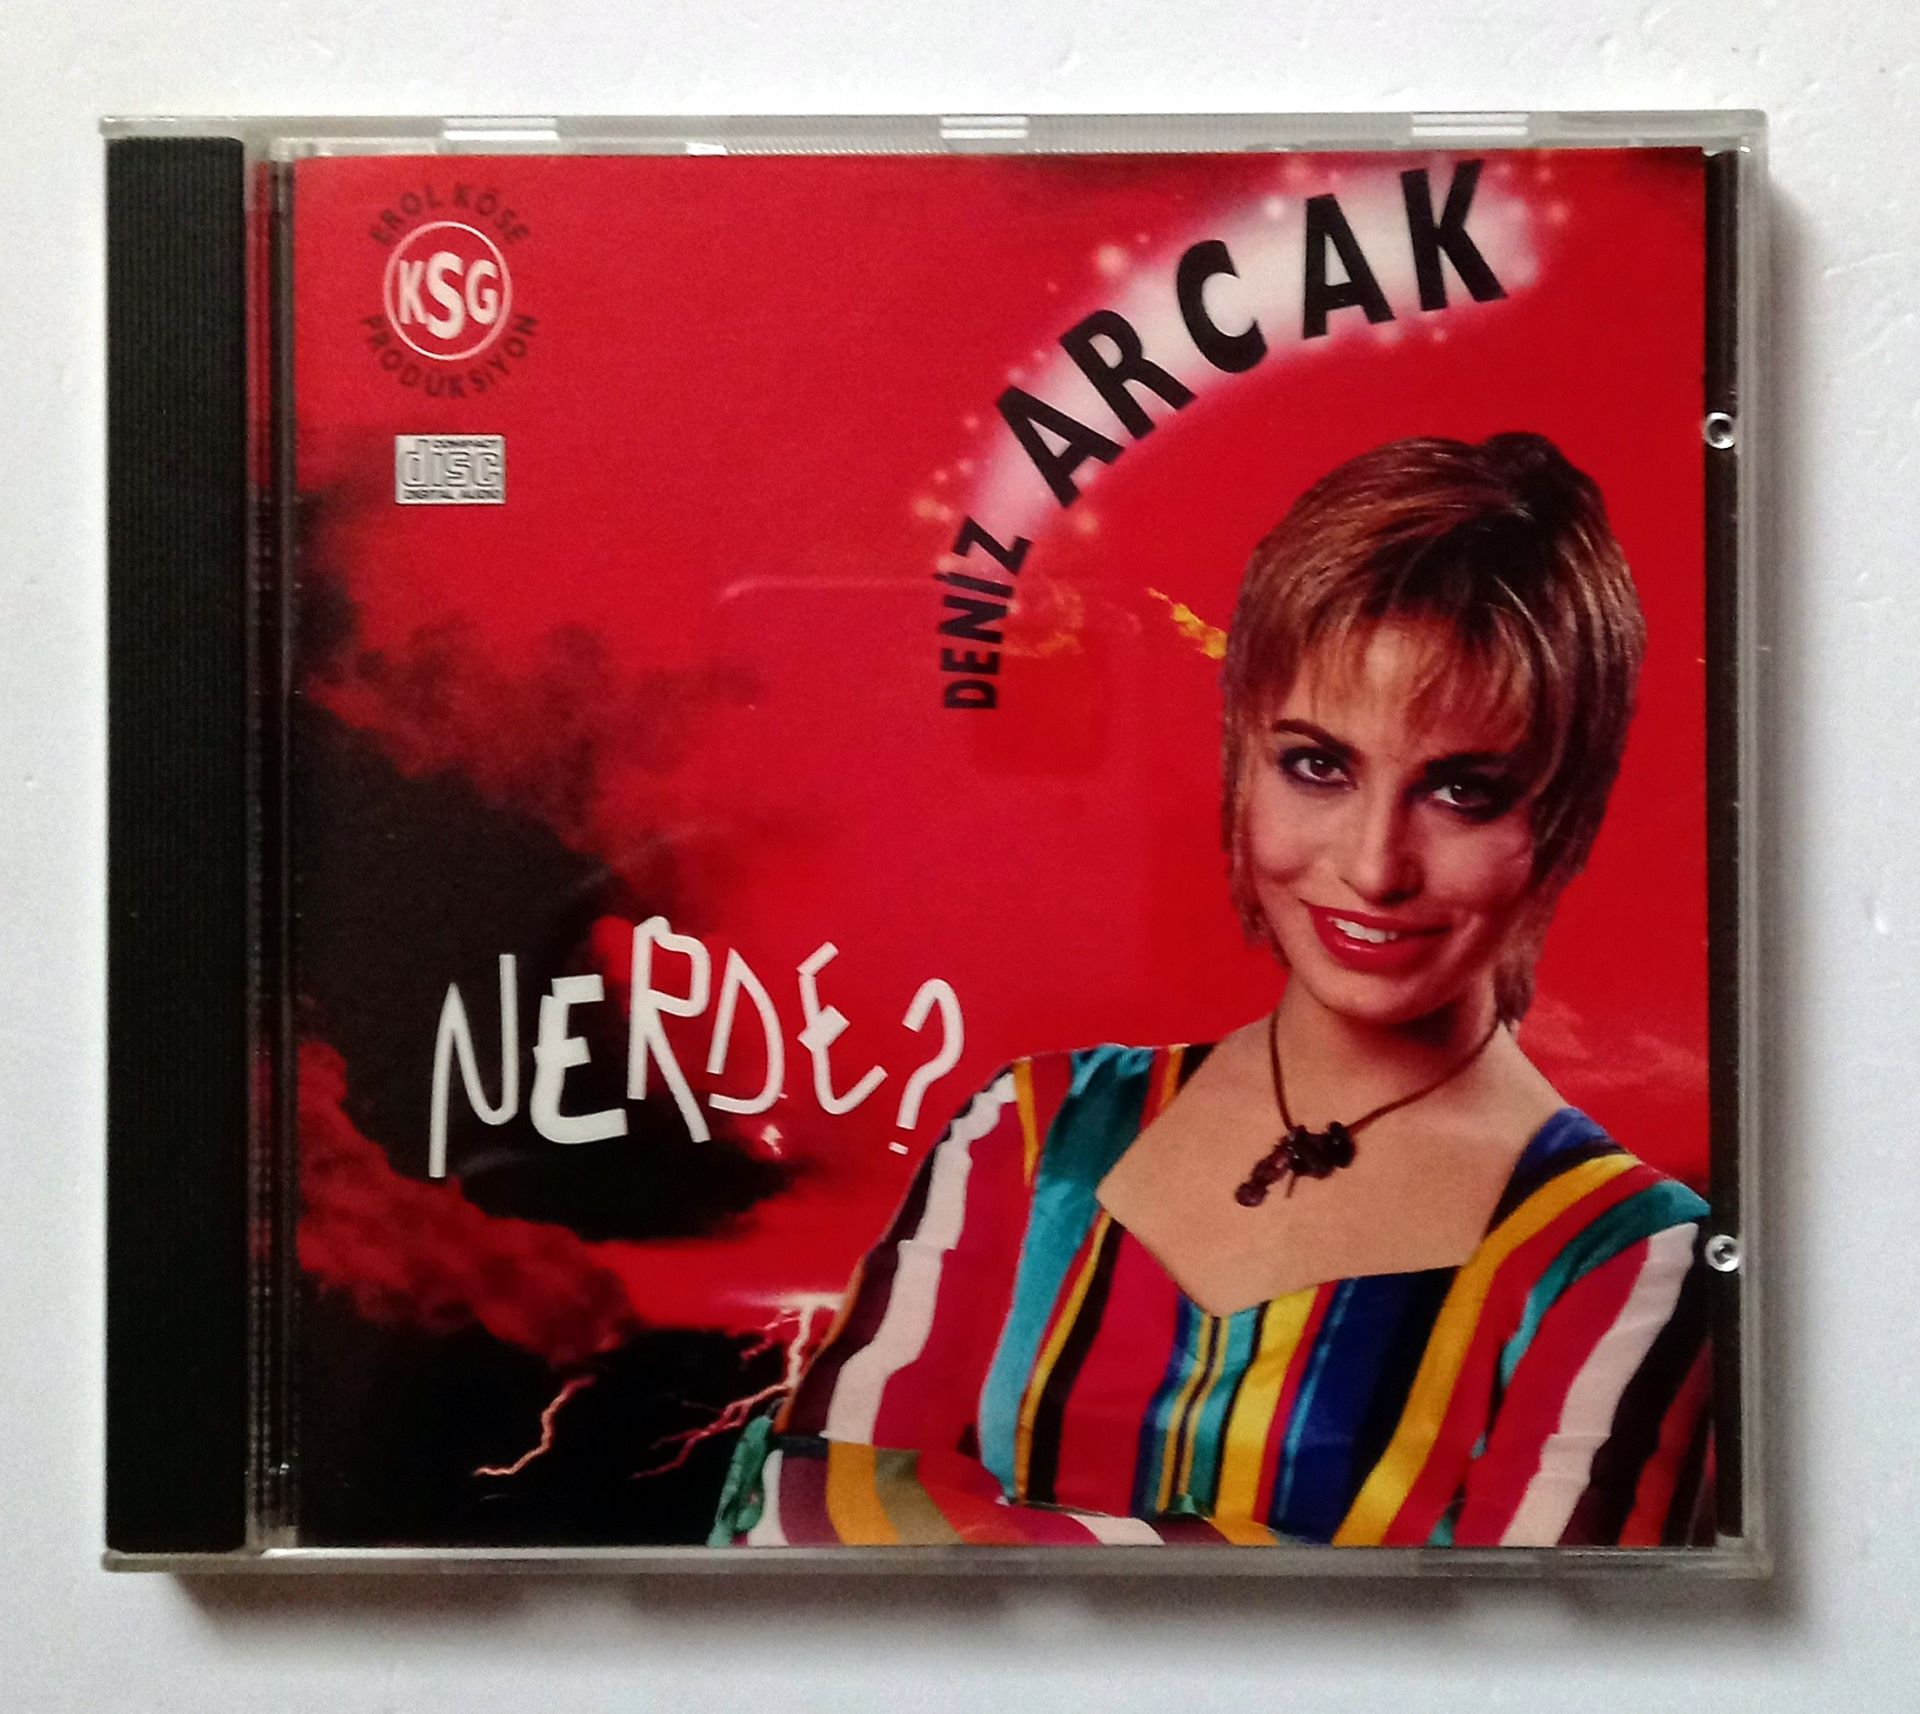 EROL KÖSE
KSG
PRODÜKSİYON
COMPACT
disc
DIGITAL AUDIO
DENİZ ARCAK
NERDE?